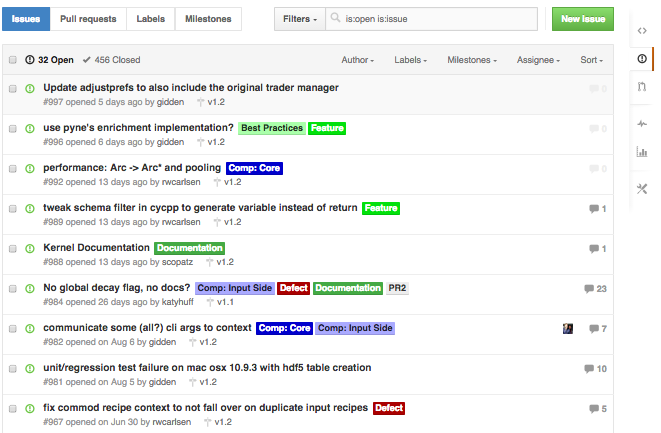 Issues Pull requests Labels Milestones Filters is:open is:issue New Issue
32 Open 456 Closed Author Labels Milestones Assignee Sort
Update adjustprefs to also include the original trader manager 0
#997 opened 5 days ago by gidden v1.2
use pyne's enrichment implementation? Best Practices Feature 0
#996 opened 6 days ago by gidden v1.2
performance: Arc -> Arc* and pooling Comp: Core 0
#992 opened 13 days ago by rwcarlsen v1.2
tweak schema filter in cycpp to generate variable instead of return Feature 1
#989 opened 13 days ago by rwcarlsen v1.2
Kernel Documentation Documentation 1
#988 opened 13 days ago by scopatz v1.2
No global decay flag, no docs? Comp: Input Side Defect Documentation PR2 23
#984 opened 26 days ago by katyhuff v1.1
communicate some (all?) cli args to context Comp: Core Comp: Input Side 7
#982 opened on Aug 6 by gidden v1.2
unit/regression test failure on mac osx 10.9.3 with hdf5 table creation 10
#981 opened on Aug 5 by gidden v1.2
fix commod recipe context to not fall over on duplicate input recipes Defect 5
#967 opened on Jun 30 by rwcarlsen v1.2